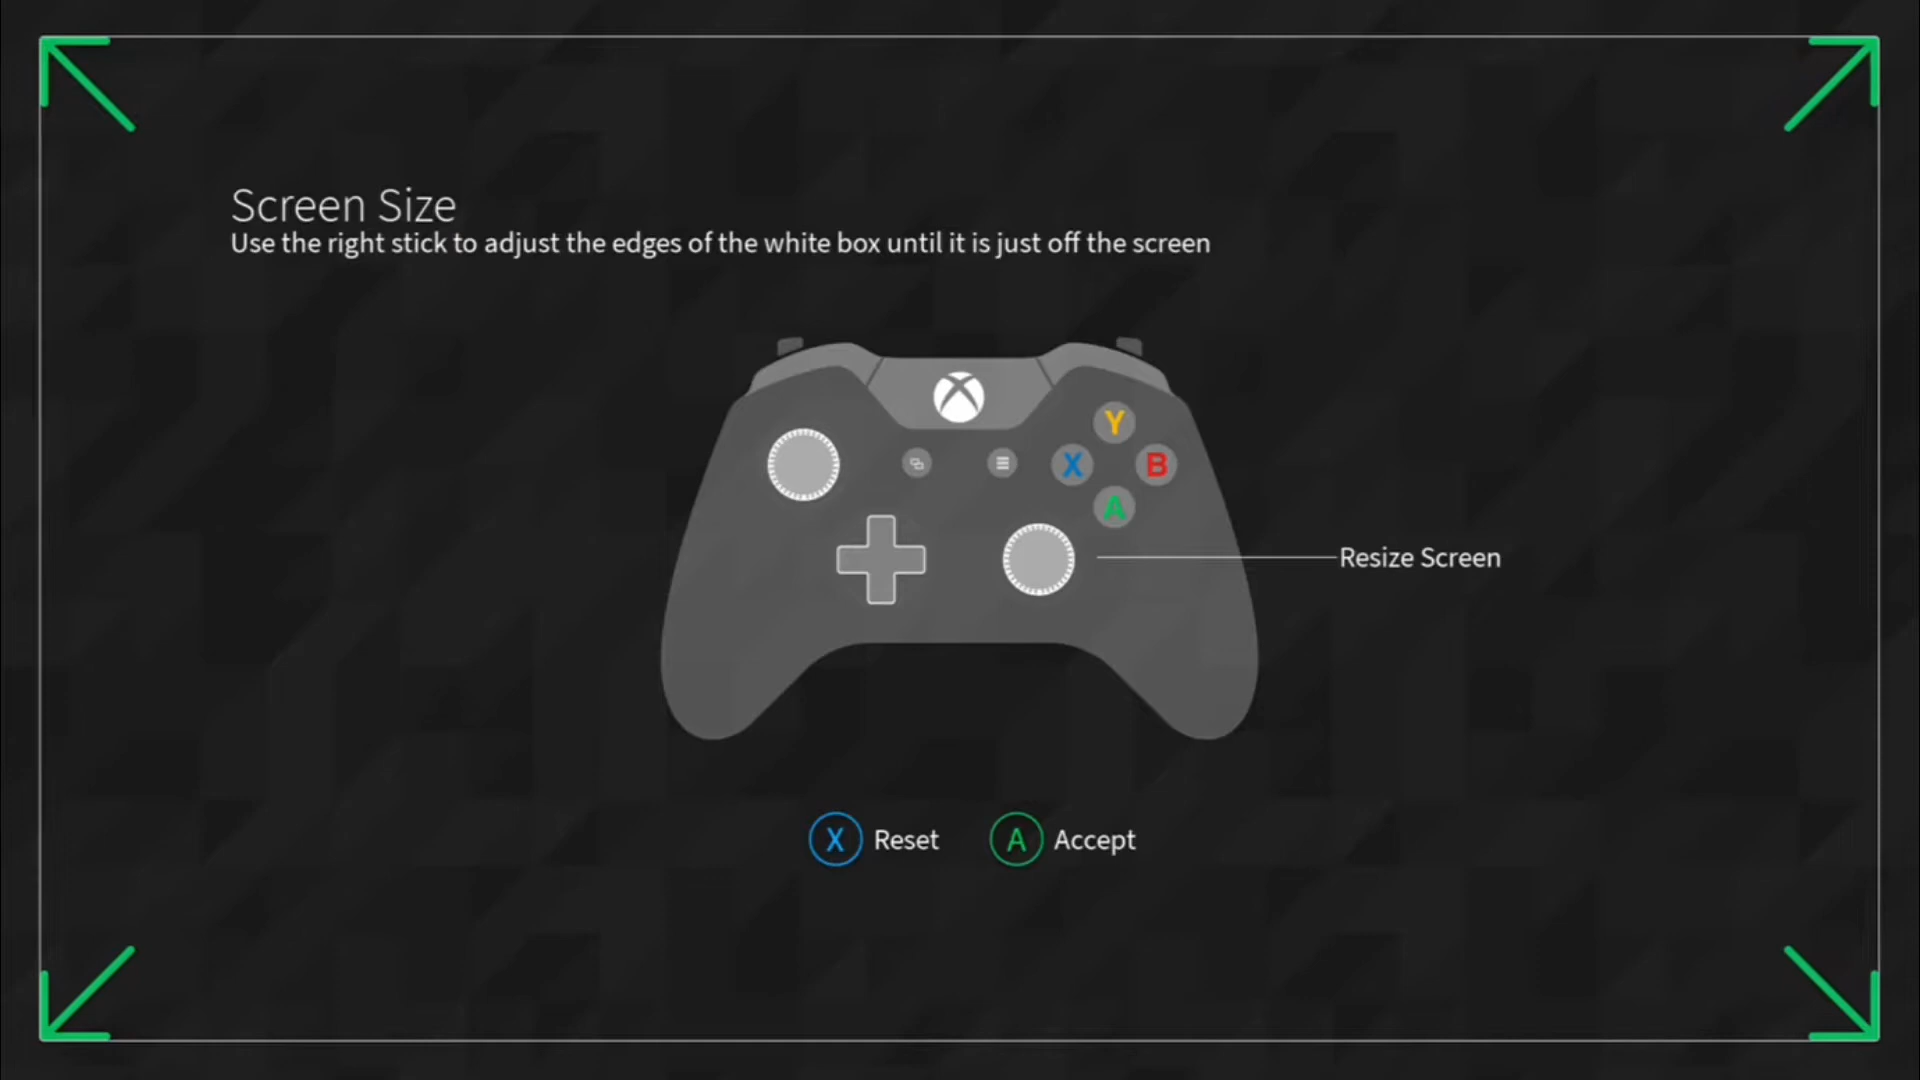 Screen Size
Use the right stick to adjust the edges of the white box until it is just off the screen
Y
X
B
A
Resize Screen
X Reset
A Accept